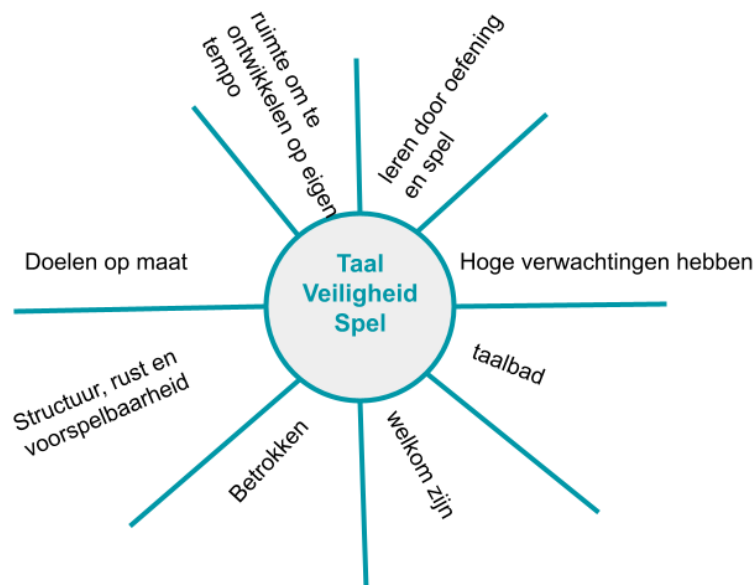 ruimte om te
ontwikkelen op eigen
tempo
leren door oefening
en spel
Doelen op maat
Taal
Veiligheid
Spel
Hoge verwachtingen hebben
Structuur, rust en
voorspelbaarheid
taalbad
Betrokken
welkom zijn